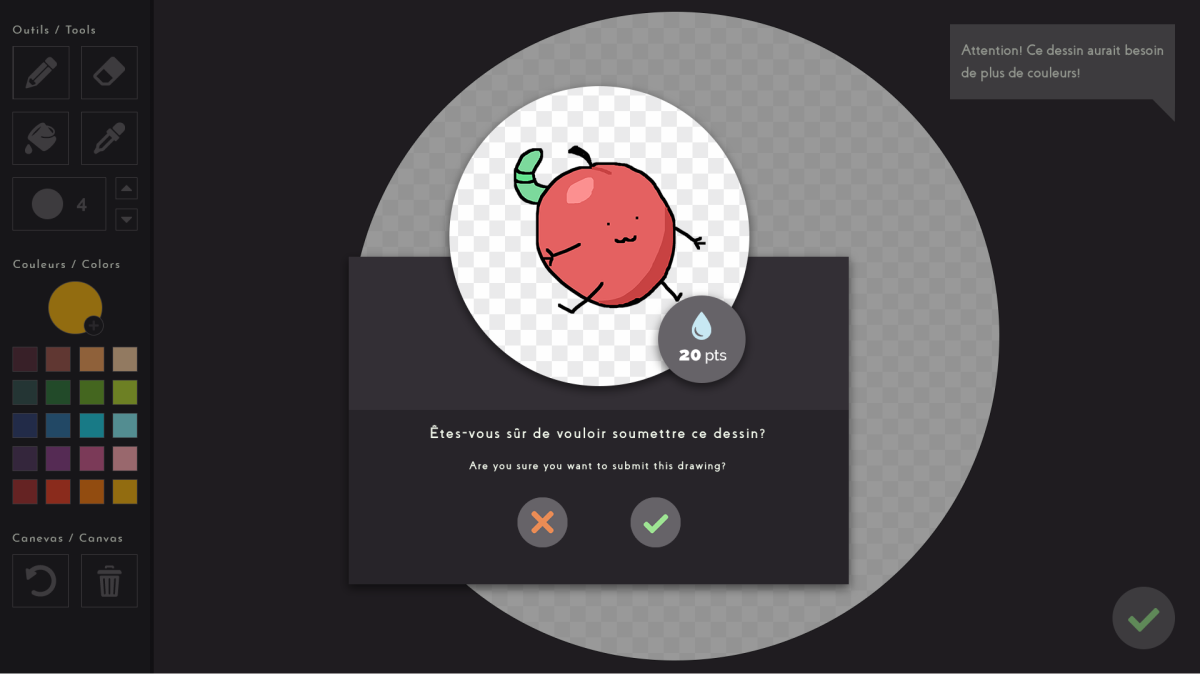 Outils / Tools
4
Couleurs / Colors
Canevas / Canvas
Attention! Ce dessin aurait besoin
de plus de couleurs!
20 pts
Êtes-vous sûr de vouloir soumettre ce dessin?
Are you sure you want to submit this drawing?